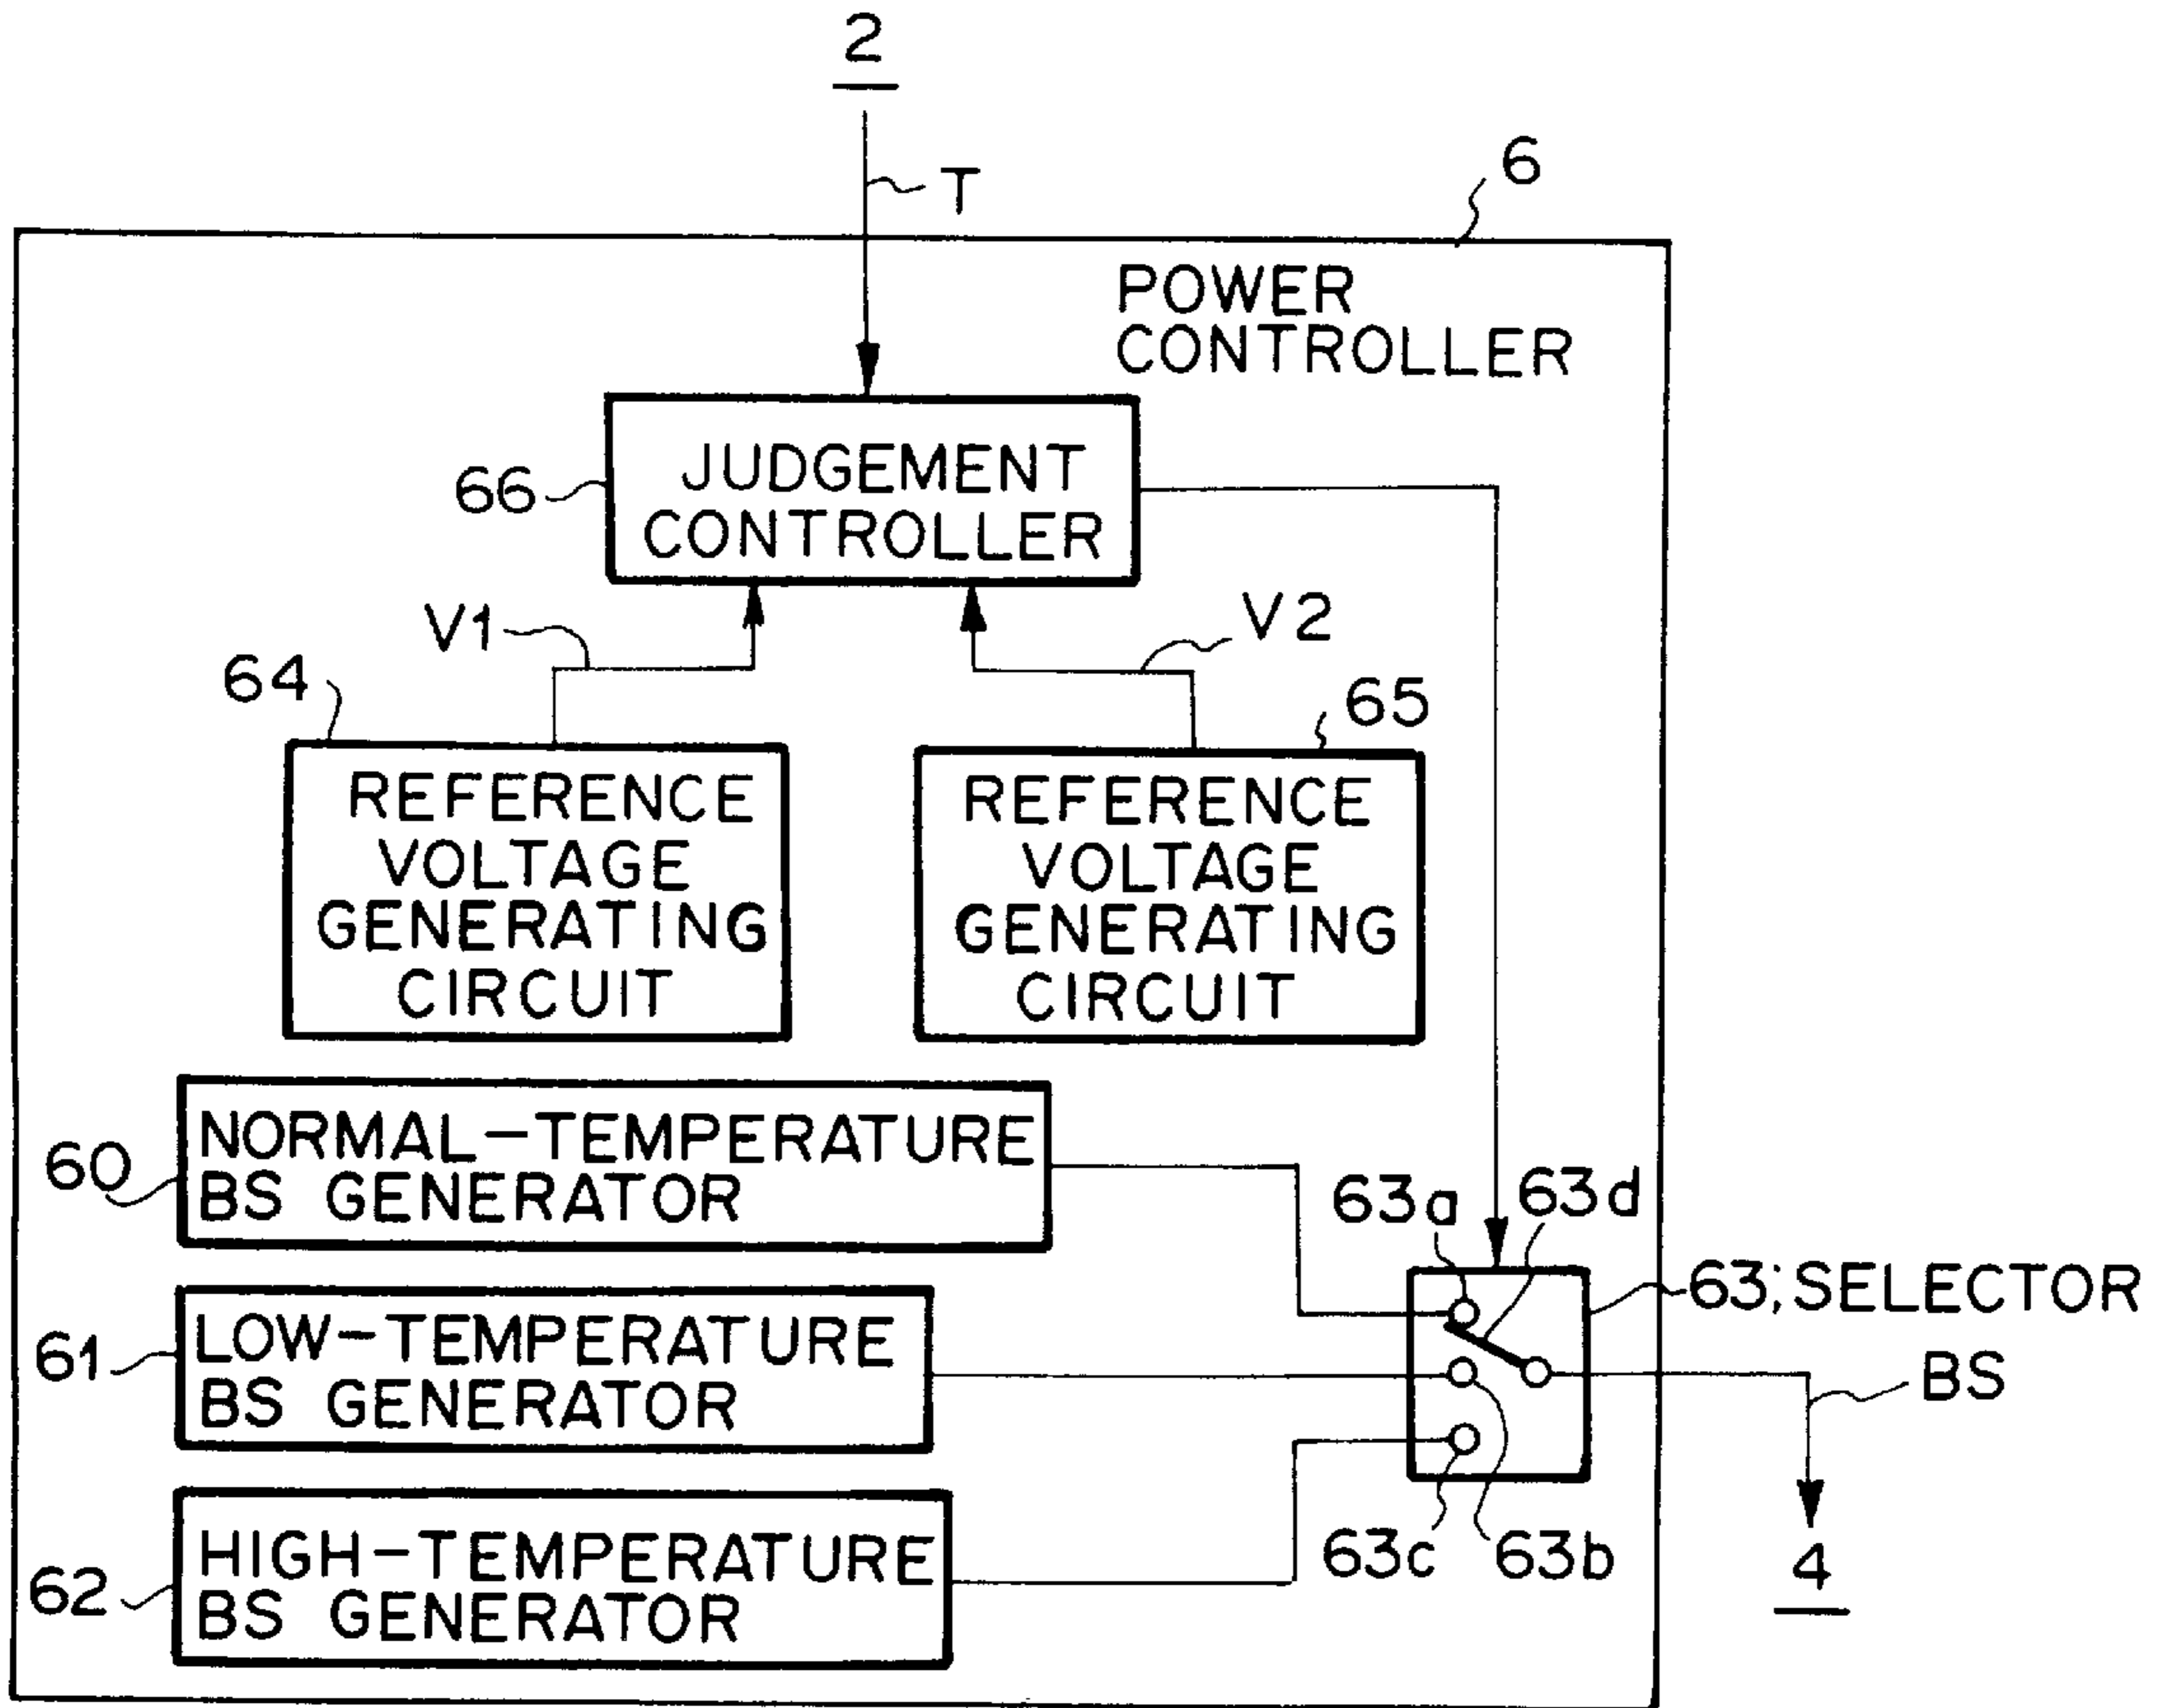 2
T
6
POWER
CONTROLLER
66
JUDGEMENT
CONTROLLER
V1
V2
64
65
REFERENCE
VOLTAGE
GENERATING
CIRCUIT
REFERENCE
VOLTAGE
GENERATING
CIRCUIT
60
NORMAL-TEMPERATURE
BS GENERATOR
63a
63d
63;SELECTOR
61
LOW-TEMPERATURE
BS GENERATOR
BS
62
HIGH-TEMPERATURE
BS GENERATOR
63c
63b
4